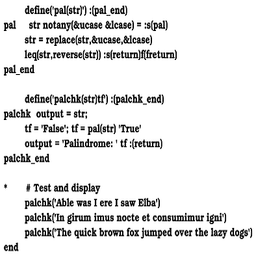 define('pal(str)') :(pal_end)
pal str notany(&ucase &lcase) = :s(pal)
str = replace(str,&ucase,&lcase)
leq(str,reverse(str)) :s(return)f(freturn)
pal_end
define('palchk(str)tf') :(palchk_end)
palchk output = str;
tf = 'False'; tf = pal(str) 'True'
output = 'Palindrome: ' tf :(return)
palchk_end
* # Test and display
palchk('Able was I ere I saw Elba')
palchk('In girum imus nocte et consumimur igni')
palchk('The quick brown fox jumped over the lazy dogs')
end